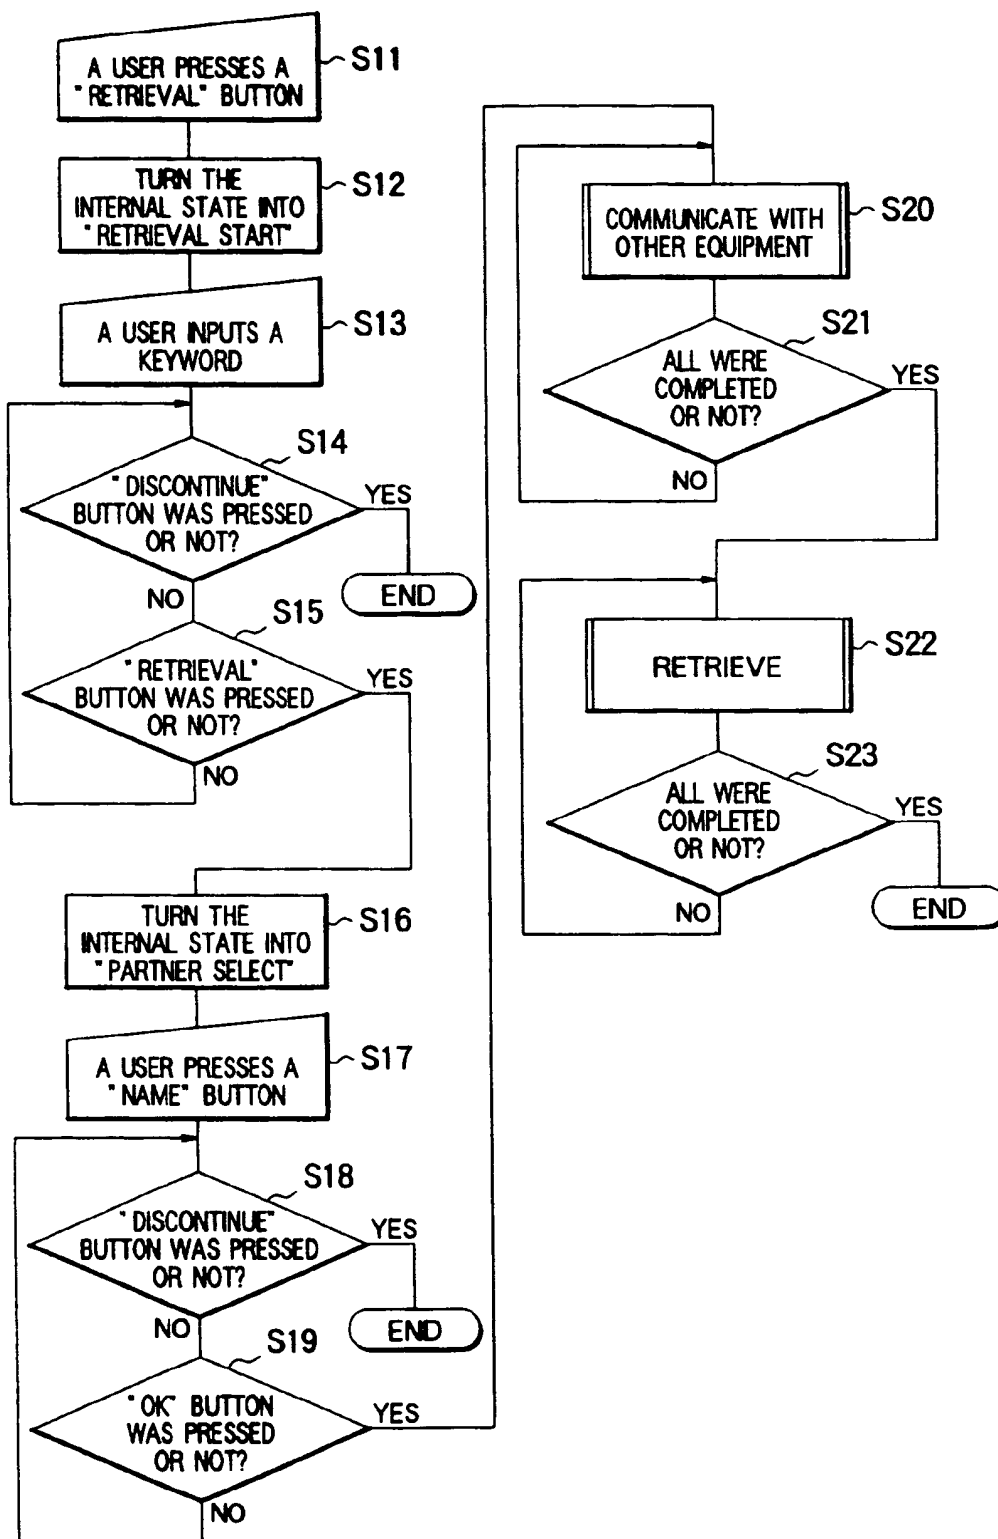 A USER PRESSES A
"RETRIEVAL" BUTTON
S11
TURN THE
INTERNAL STATE INTO
"RETRIEVAL START"
S12
A USER INPUTS A
KEYWORD
S13
S14
"DISCONTINUE"
BUTTON WAS PRESSED
OR NOT?
YES
END
NO
S15
"RETRIEVAL"
BUTTON WAS PRESSED
OR NOT?
YES
NO
TURN THE
INTERNAL STATE INTO
"PARTNER SELECT"
S16
A USER PRESSES A
"NAME" BUTTON
S17
S18
"DISCONTINUE"
BUTTON WAS PRESSED
OR NOT?
YES
END
NO
S19
"OK" BUTTON
WAS PRESSED
OR NOT?
YES
NO
COMMUNICATE WITH
OTHER EQUIPMENT
S20
S21
ALL WERE
COMPLETED
OR NOT?
YES
NO
RETRIEVE
S22
S23
ALL WERE
COMPLETED
OR NOT?
YES
NO
END